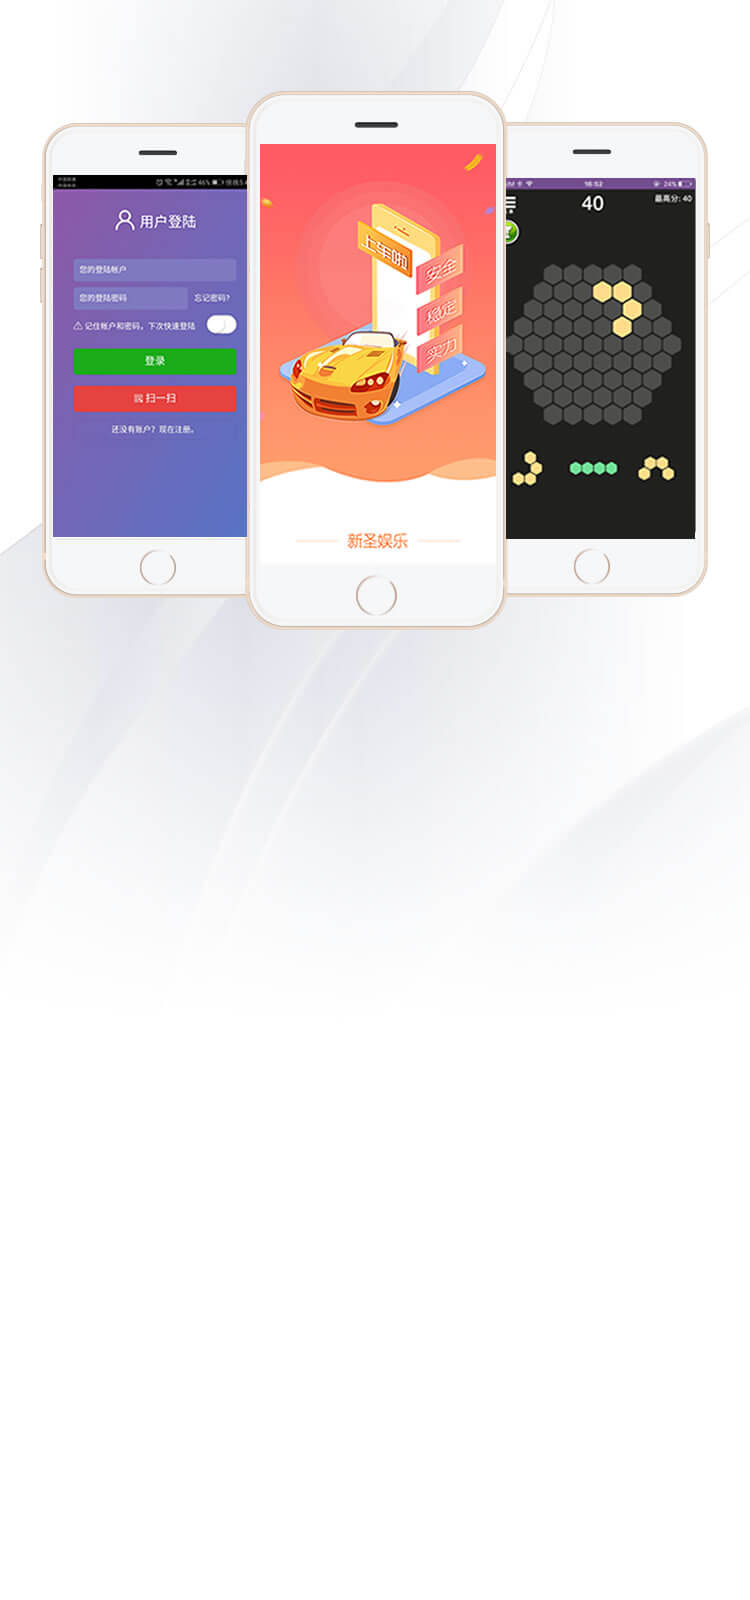 46%
用户登陆
您的登陆帐户
您的登陆密码
忘记密码?
记住帐户和密码，下次快速登陆
登录
扫一扫
还没有账户? 现在注册。
上车啦
安全
稳定
实力
新圣娱乐
16:52
24%
40
最高分: 40